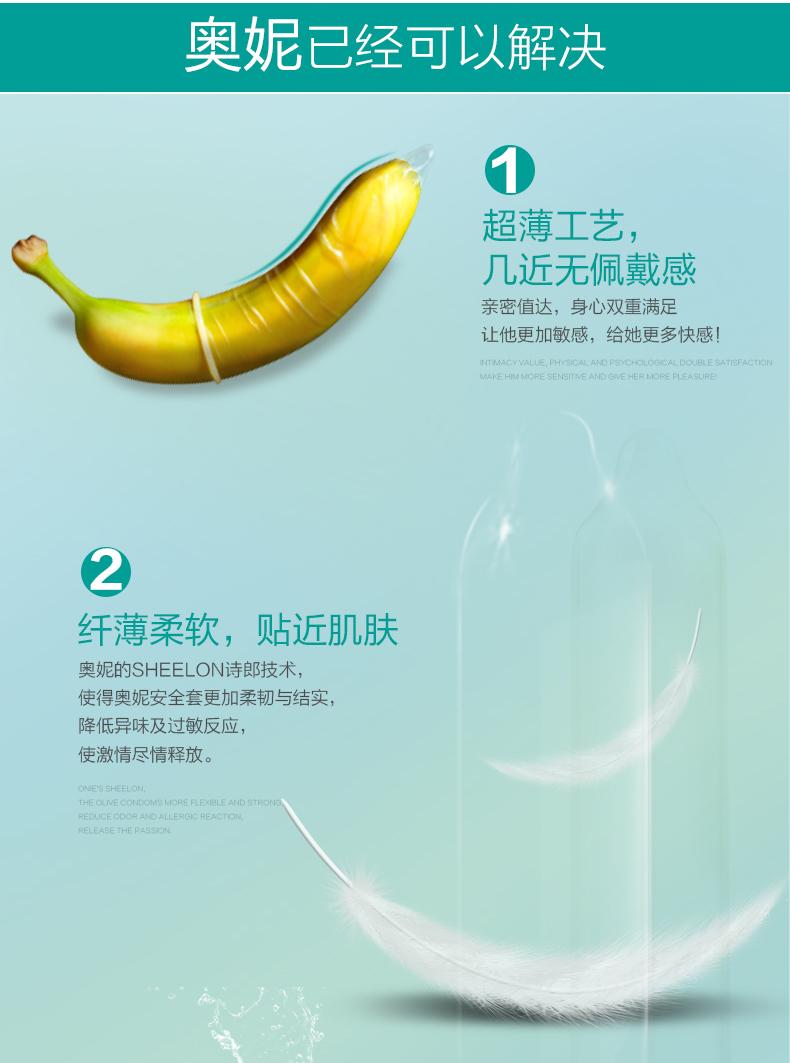 奥妮已经可以解决
1
超薄工艺，
几近无佩戴感
亲密值达，身心双重满足
让他更加敏感，给她更多快感！
INTIMACY VALUE, PHYSICAL AND PSYCHOLOGICAL DOUBLE SATISFACTION
MAKE HIM MORE SENSITIVE AND GIVE HER MORE PLEASURE!
2
纤薄柔软，贴近肌肤
奥妮的SHEELON诗郎技术，
使得奥妮安全套更加柔韧与结实，
降低异味及过敏反应，
使激情尽情释放。
ONIE'S SHEELON,
THE OLIVE CONDOMS MORE FLEXIBLE AND STRONG,
REDUCE ODOR AND ALLERGIC REACTION,
RELEASE THE PASSION.